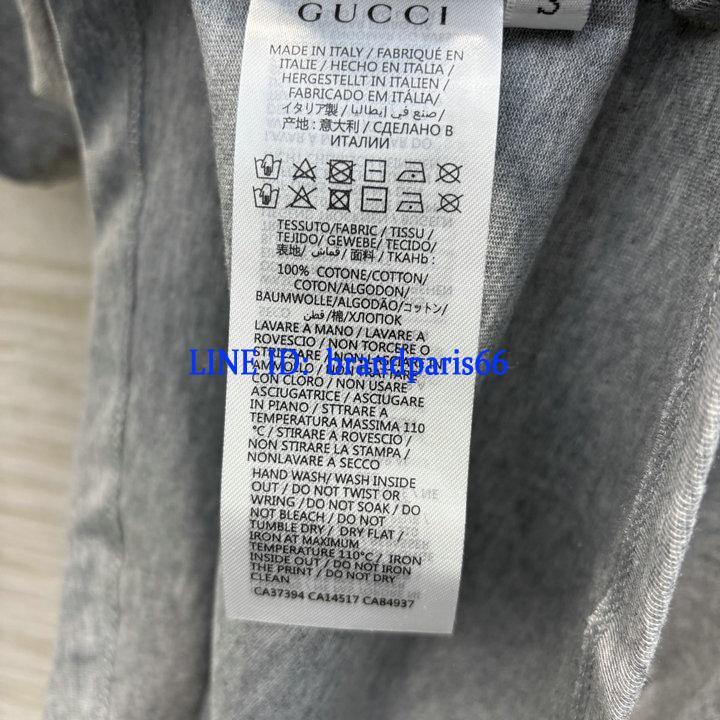 GUCCI
S
MADE IN ITALY / FABRIQUÉ EN
ITALIE / HECHO EN ITALIA /
HERGESTELLT IN ITALIEN /
FABRICADO EM ITÁLIA/
イタリア製 / صنع في إيطاليا /
产地 : 意大利 / СДЕЛАНО В
ИТАЛИИ
TESSUTO/FABRIC / TISSU /
TEJIDO/ GEWEBE/ TECIDO/
表地/ قماش/ 面料 / ТКАНЬ :
100% COTONE/COTTON/
COTON/ALGODON/
BAUMWOLLE/ALGODÃO/コットン/
قطن /棉/ХЛОПОК
LAVARE A MANO / LAVARE A
ROVESCIO / NON TORCERE O
LINE ID: brandparis66
AMMOLLO / NON
CON CLORO / NON USARE
ASCIUGATRICE / ASCIUGARE
IN PIANO / STTRARE A
TEMPERATURA MASSIMA 110
°C / STIRARE A ROVESCIO /
NON STIRARE LA STAMPA /
NONLAVARE A SECCO
HAND WASH/ WASH INSIDE
OUT / DO NOT TWIST OR
WRING /DO NOT SOAK / DO
NOT BLEACH / DO NOT
TUMBLE DRY / DRY FLAT /
IRON AT MAXIMUM
TEMPERATURE 110°C / IRON
INSIDE OUT / DO NOT IRON
THE PRINT / DO NOT DRY
CLEAN
CA37394 CA14517 CA84937